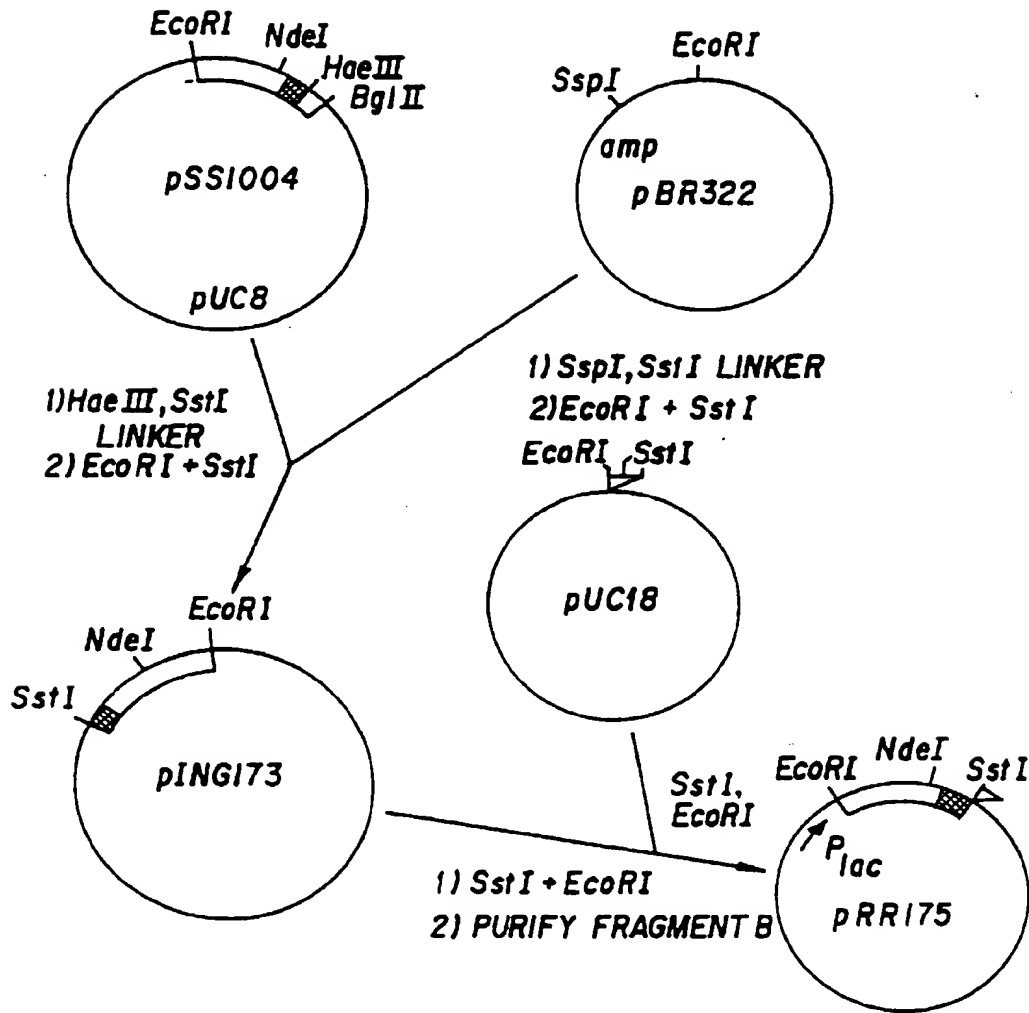 EcoRI
NdeI
HaeIII
BglII
pSS1004
pUC8
EcoRI
SspI
amp
pBR322
1) HaeIII, SstI
LINKER
2) EcoRI + SstI
1) SspI, SstI LINKER
2) EcoRI + SstI
EcoRI
SstI
pUC18
EcoRI
NdeI
SstI
pING173
SstI,
EcoRI
1) SstI + EcoRI
2) PURIFY FRAGMENT B
EcoRI
NdeI
SstI
Plac
pRR175